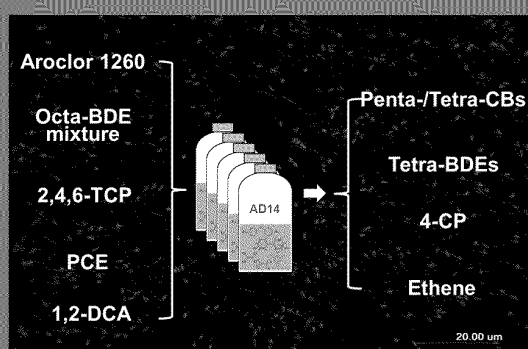 Aroclor 1260
Octa-BDE
mixture
2,4,6-TCP
PCE
1,2-DCA
AD14
Penta-/Tetra-CBs
Tetra-BDEs
4-CP
Ethene
20.00 um